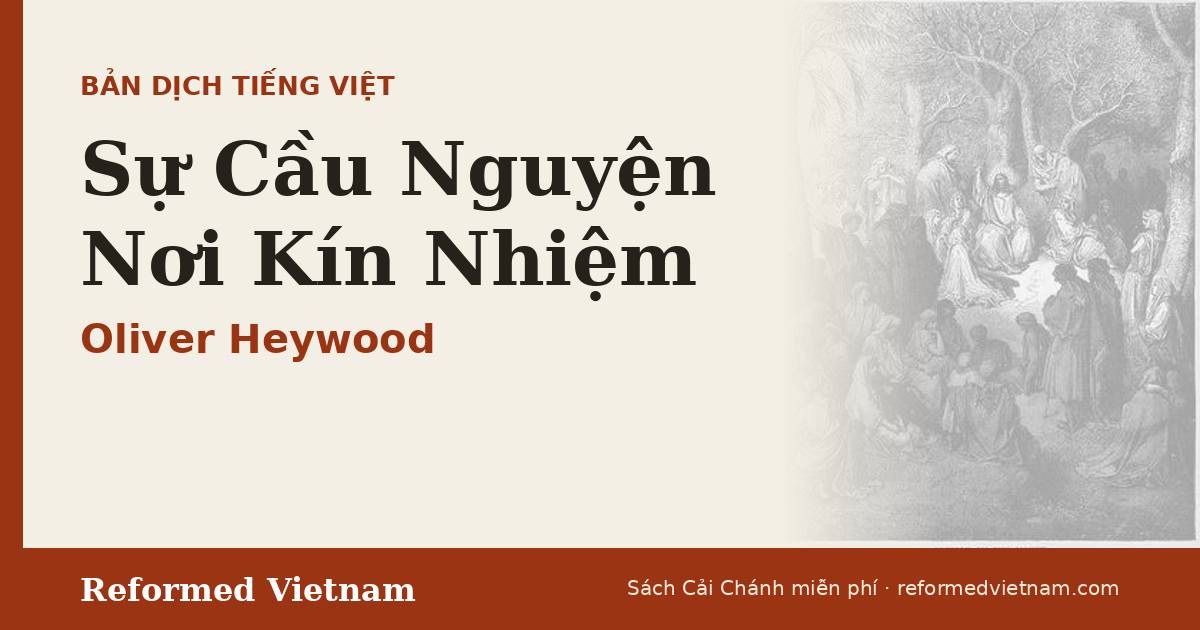 BẢN DỊCH TIẾNG VIỆT
Sự Cầu Nguyện
Nơi Kín Nhiệm
Oliver Heywood
Reformed Vietnam
Sách Cải Chánh miễn phí · reformedvietnam.com